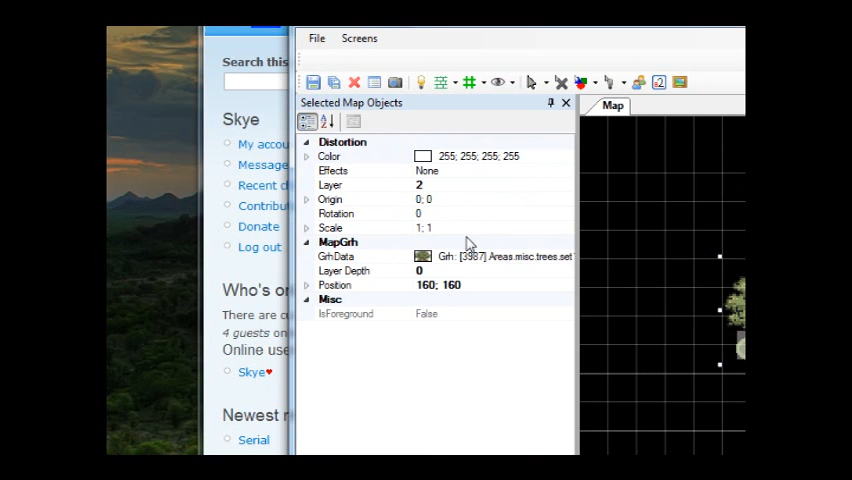 File Screens
Search this
Selected Map Objects
Map
Skye
My accou
Message
Recent c
Contribut
Donate
Log out
Who's on
There are cu
4 guests on
Online use
Skye
Newest
Serial
Distortion
Color 255; 255; 255; 255
Effects None
Layer 2
Origin 0; 0
Rotation 0
Scale 1; 1
MapGrh
GrhData Grh: [3987] Areas.misc.trees.set
Layer Depth 0
Position 160; 160
Misc
IsForeground False